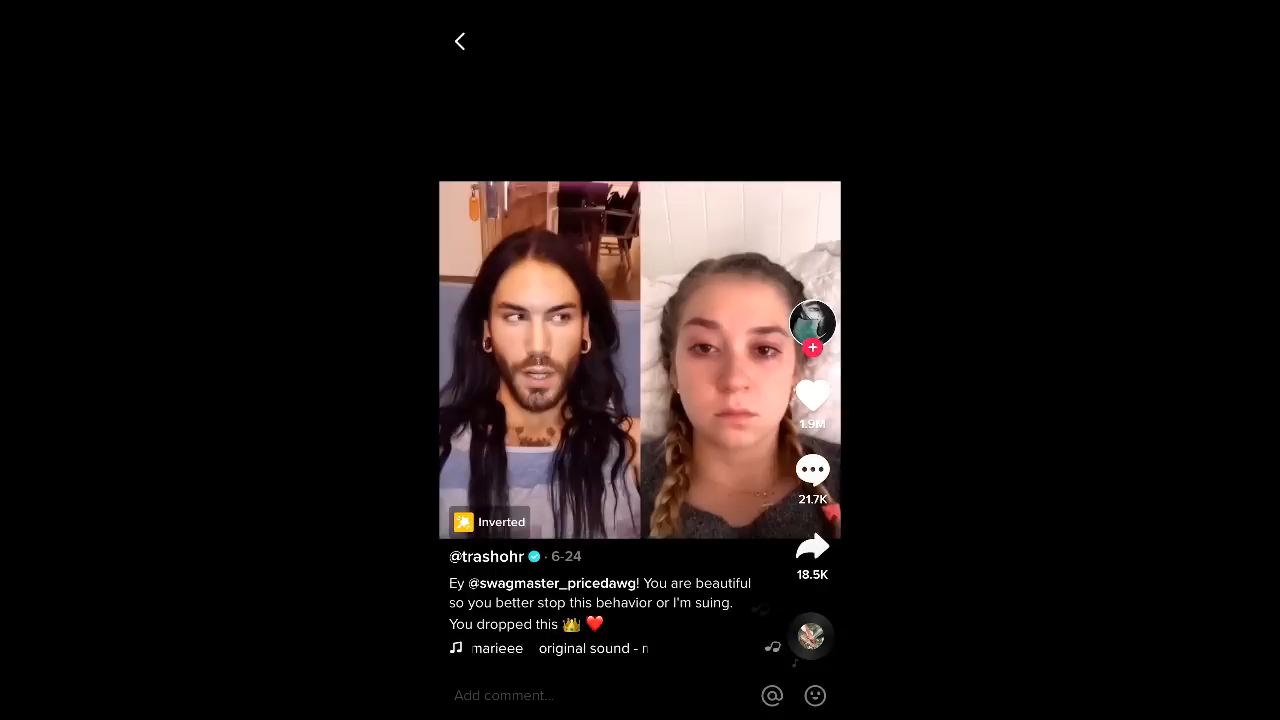 1.9M
21.7K
18.5K
Inverted
@trashohr · 6-24
Ey @swagmaster_pricedawg! You are beautiful
so you better stop this behavior or I'm suing.
You dropped this 👑 ❤️
marieee original sound - n
Add comment...